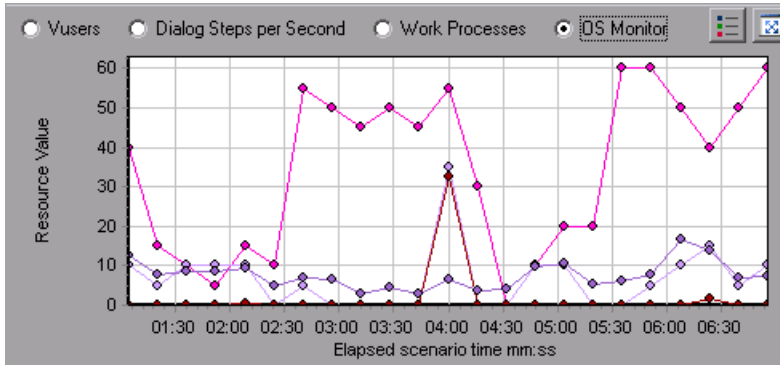 Vusers Dialog Steps per Second Work Processes OS Monitor
60
50
40
30
20
10
0
Resource Value
01:30 02:00 02:30 03:00 03:30 04:00 04:30 05:00 05:30 06:00 06:30
Elapsed scenario time mm:ss